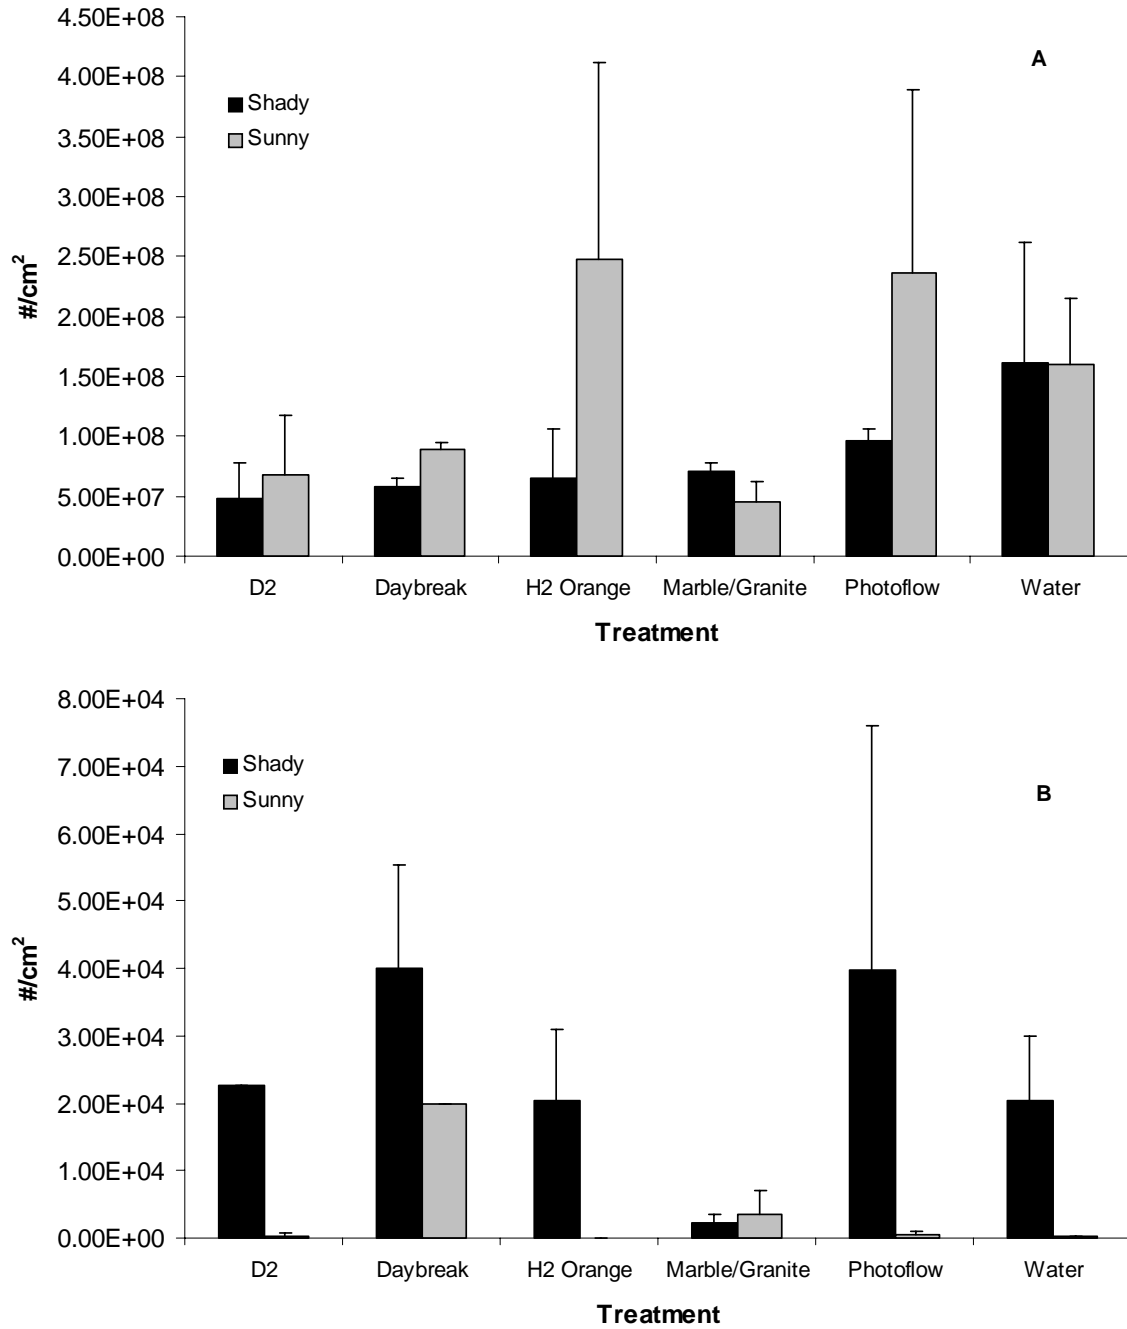 4.50E+08
4.00E+08
3.50E+08
3.00E+08
2.50E+08
2.00E+08
1.50E+08
1.00E+08
5.00E+07
0.00E+00
#/cm²
A
Shady
Sunny
D2 Daybreak H2 Orange Marble/Granite Photoflow Water
Treatment
8.00E+04
7.00E+04
6.00E+04
5.00E+04
4.00E+04
3.00E+04
2.00E+04
1.00E+04
0.00E+00
#/cm²
B
Shady
Sunny
D2 Daybreak H2 Orange Marble/Granite Photoflow Water
Treatment